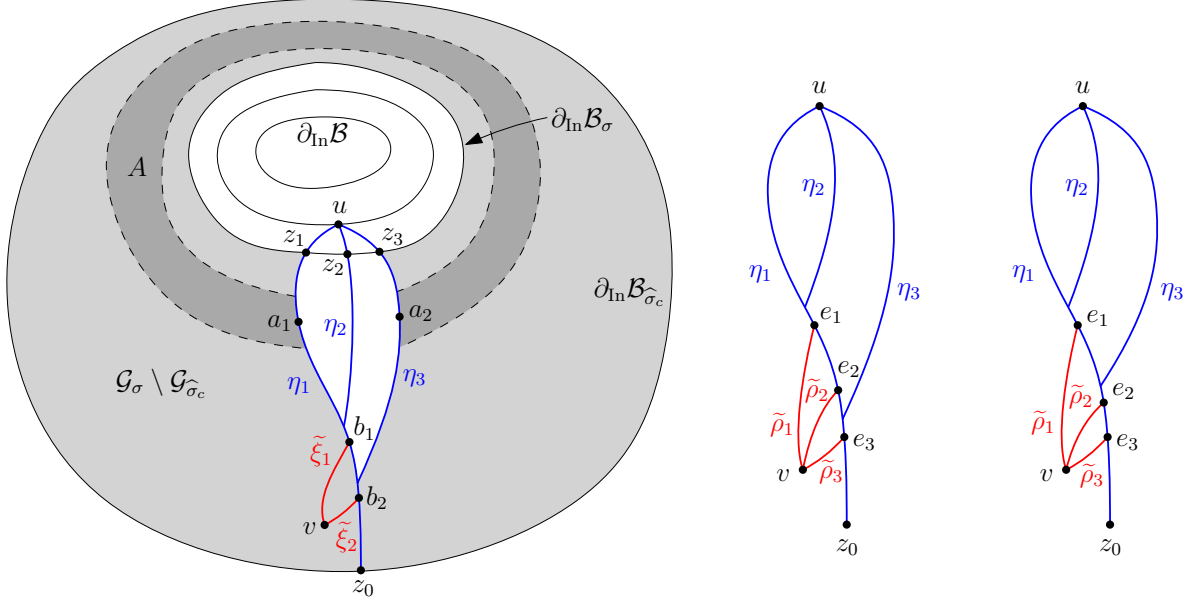 ∂_In 𝓑
∂_In 𝓑_σ
A
u
z_1
z_2
z_3
∂_In 𝓑_{σ̂_c}
a_1
a_2
η_2
𝒢_σ \ 𝒢_{σ̂_c}
η_1
η_3
b_1
ξ̃_1
b_2
v
ξ̃_2
z_0
u
η_2
η_1
η_3
e_1
e_2
ρ̃_2
ρ̃_1
e_3
v
ρ̃_3
z_0
u
η_2
η_1
η_3
e_1
e_2
ρ̃_2
ρ̃_1
e_3
v
ρ̃_3
z_0